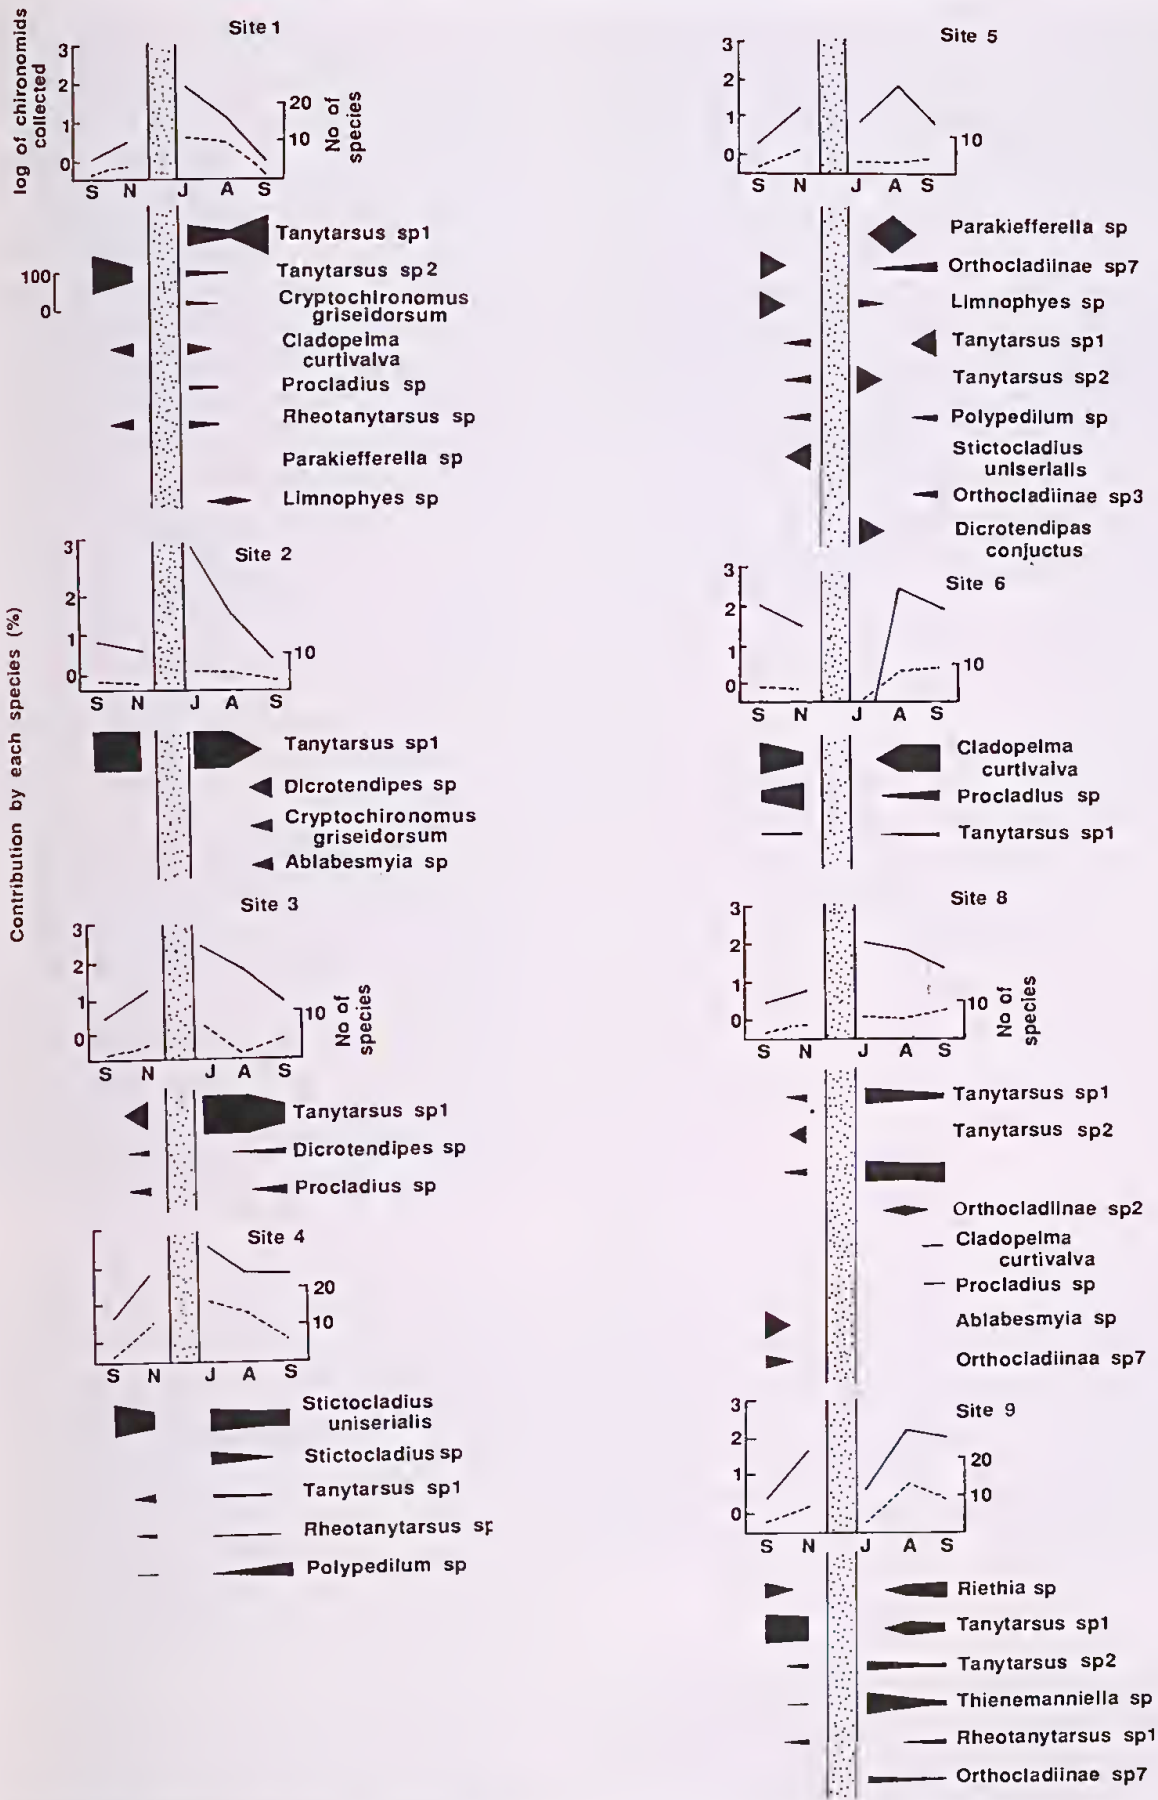 log of chironomids
collected
Contribution by each species (%)
Site 1
3
2
1
0
20
10
No of
species
S N J A S
100
0
Tanytarsus sp1
Tanytarsus sp2
Cryptochironomus
griseidorsum
Cladopelma
curtivalva
Procladius sp
Rheotanytarsus sp
Parakiefferella sp
Limnophyes sp
Site 2
3
2
1
0
10
S N J A S
Tanytarsus sp1
Dicrotendipes sp
Cryptochironomus
griseidorsum
Ablabesmyia sp
Site 3
3
2
1
0
10
No of
species
S N J A S
Tanytarsus sp1
Dicrotendipes sp
Procladius sp
Site 4
20
10
S N J A S
Stictocladius
uniserialis
Stictocladius sp
Tanytarsus sp1
Rheotanytarsus sp
Polypedilum sp
Site 5
3
2
1
0
10
S N J A S
Parakiefferella sp
Orthocladiinae sp7
Limnophyes sp
Tanytarsus sp1
Tanytarsus sp2
Polypedilum sp
Stictocladius
uniserialis
Orthocladiinae sp3
Dicrotendipas
conjuctus
Site 6
3
2
1
0
10
S N J A S
Cladopelma
curtivalva
Procladius sp
Tanytarsus sp1
Site 8
3
2
1
0
10
No of
species
S N J A S
Tanytarsus sp1
Tanytarsus sp2
Orthocladiinae sp2
Cladopelma
curtivalva
Procladius sp
Ablabesmyia sp
Orthocladiinaa sp7
Site 9
3
2
1
0
20
10
S N J A S
Riethia sp
Tanytarsus sp1
Tanytarsus sp2
Thienemanniella sp
Rheotanytarsus sp1
Orthocladiinae sp7